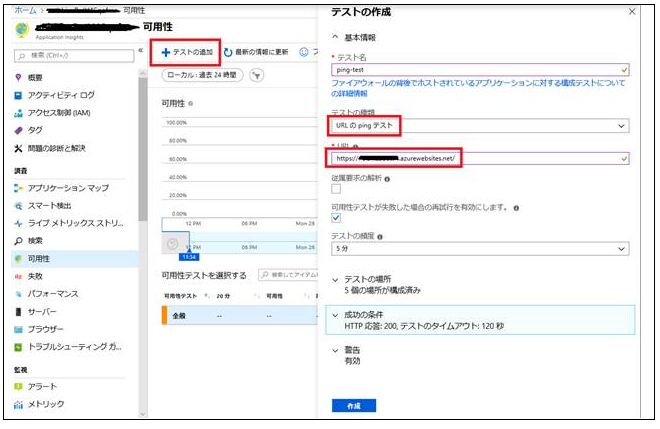 ホーム > 可用性
可用性
Application Insights
検索 (Ctrl+/)
«
概要
アクティビティ ログ
アクセス制御 (IAM)
タグ
問題の診断と解決
調査
アプリケーション マップ
スマート検出
ライブ メトリックス ストリ...
検索
可用性
失敗
パフォーマンス
サーバー
ブラウザー
トラブルシューティング ガ...
監視
アラート
メトリック
+ テストの追加
最新の情報に更新
フ
ローカル : 過去 24 時間
可用性
100.00%
80.00%
60.00%
40.00%
20.00%
0.00%
12 PM 06 PM Mon 28
12 PM 06 PM Mon 28
11:54
可用性テストを選択する
検索してアイテム
可用性テスト 20 分 可用性
全般 -- --
テストの作成
基本情報
* テスト名
ping-test
ファイアウォールの背後でホストされているアプリケーションに対する構成テストについて
の詳細情報
テストの種類
URL の ping テスト
* URL
https:// .azurewebsites.net/
従属要求の解析
可用性テストが失敗した場合の再試行を有効にします。
テストの頻度
5 分
テストの場所
5 個の場所が構成済み
成功の条件
HTTP 応答: 200, テストのタイムアウト: 120 秒
警告
有効
作成